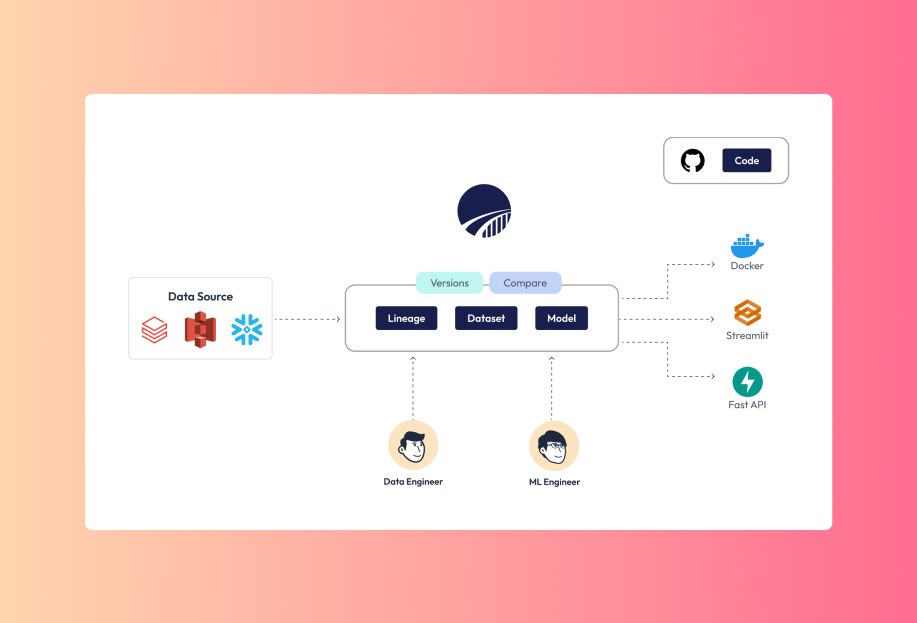 Code
Docker
Versions
Compare
Data Source
Lineage
Dataset
Model
Streamlit
Fast API
Data Engineer
ML Engineer